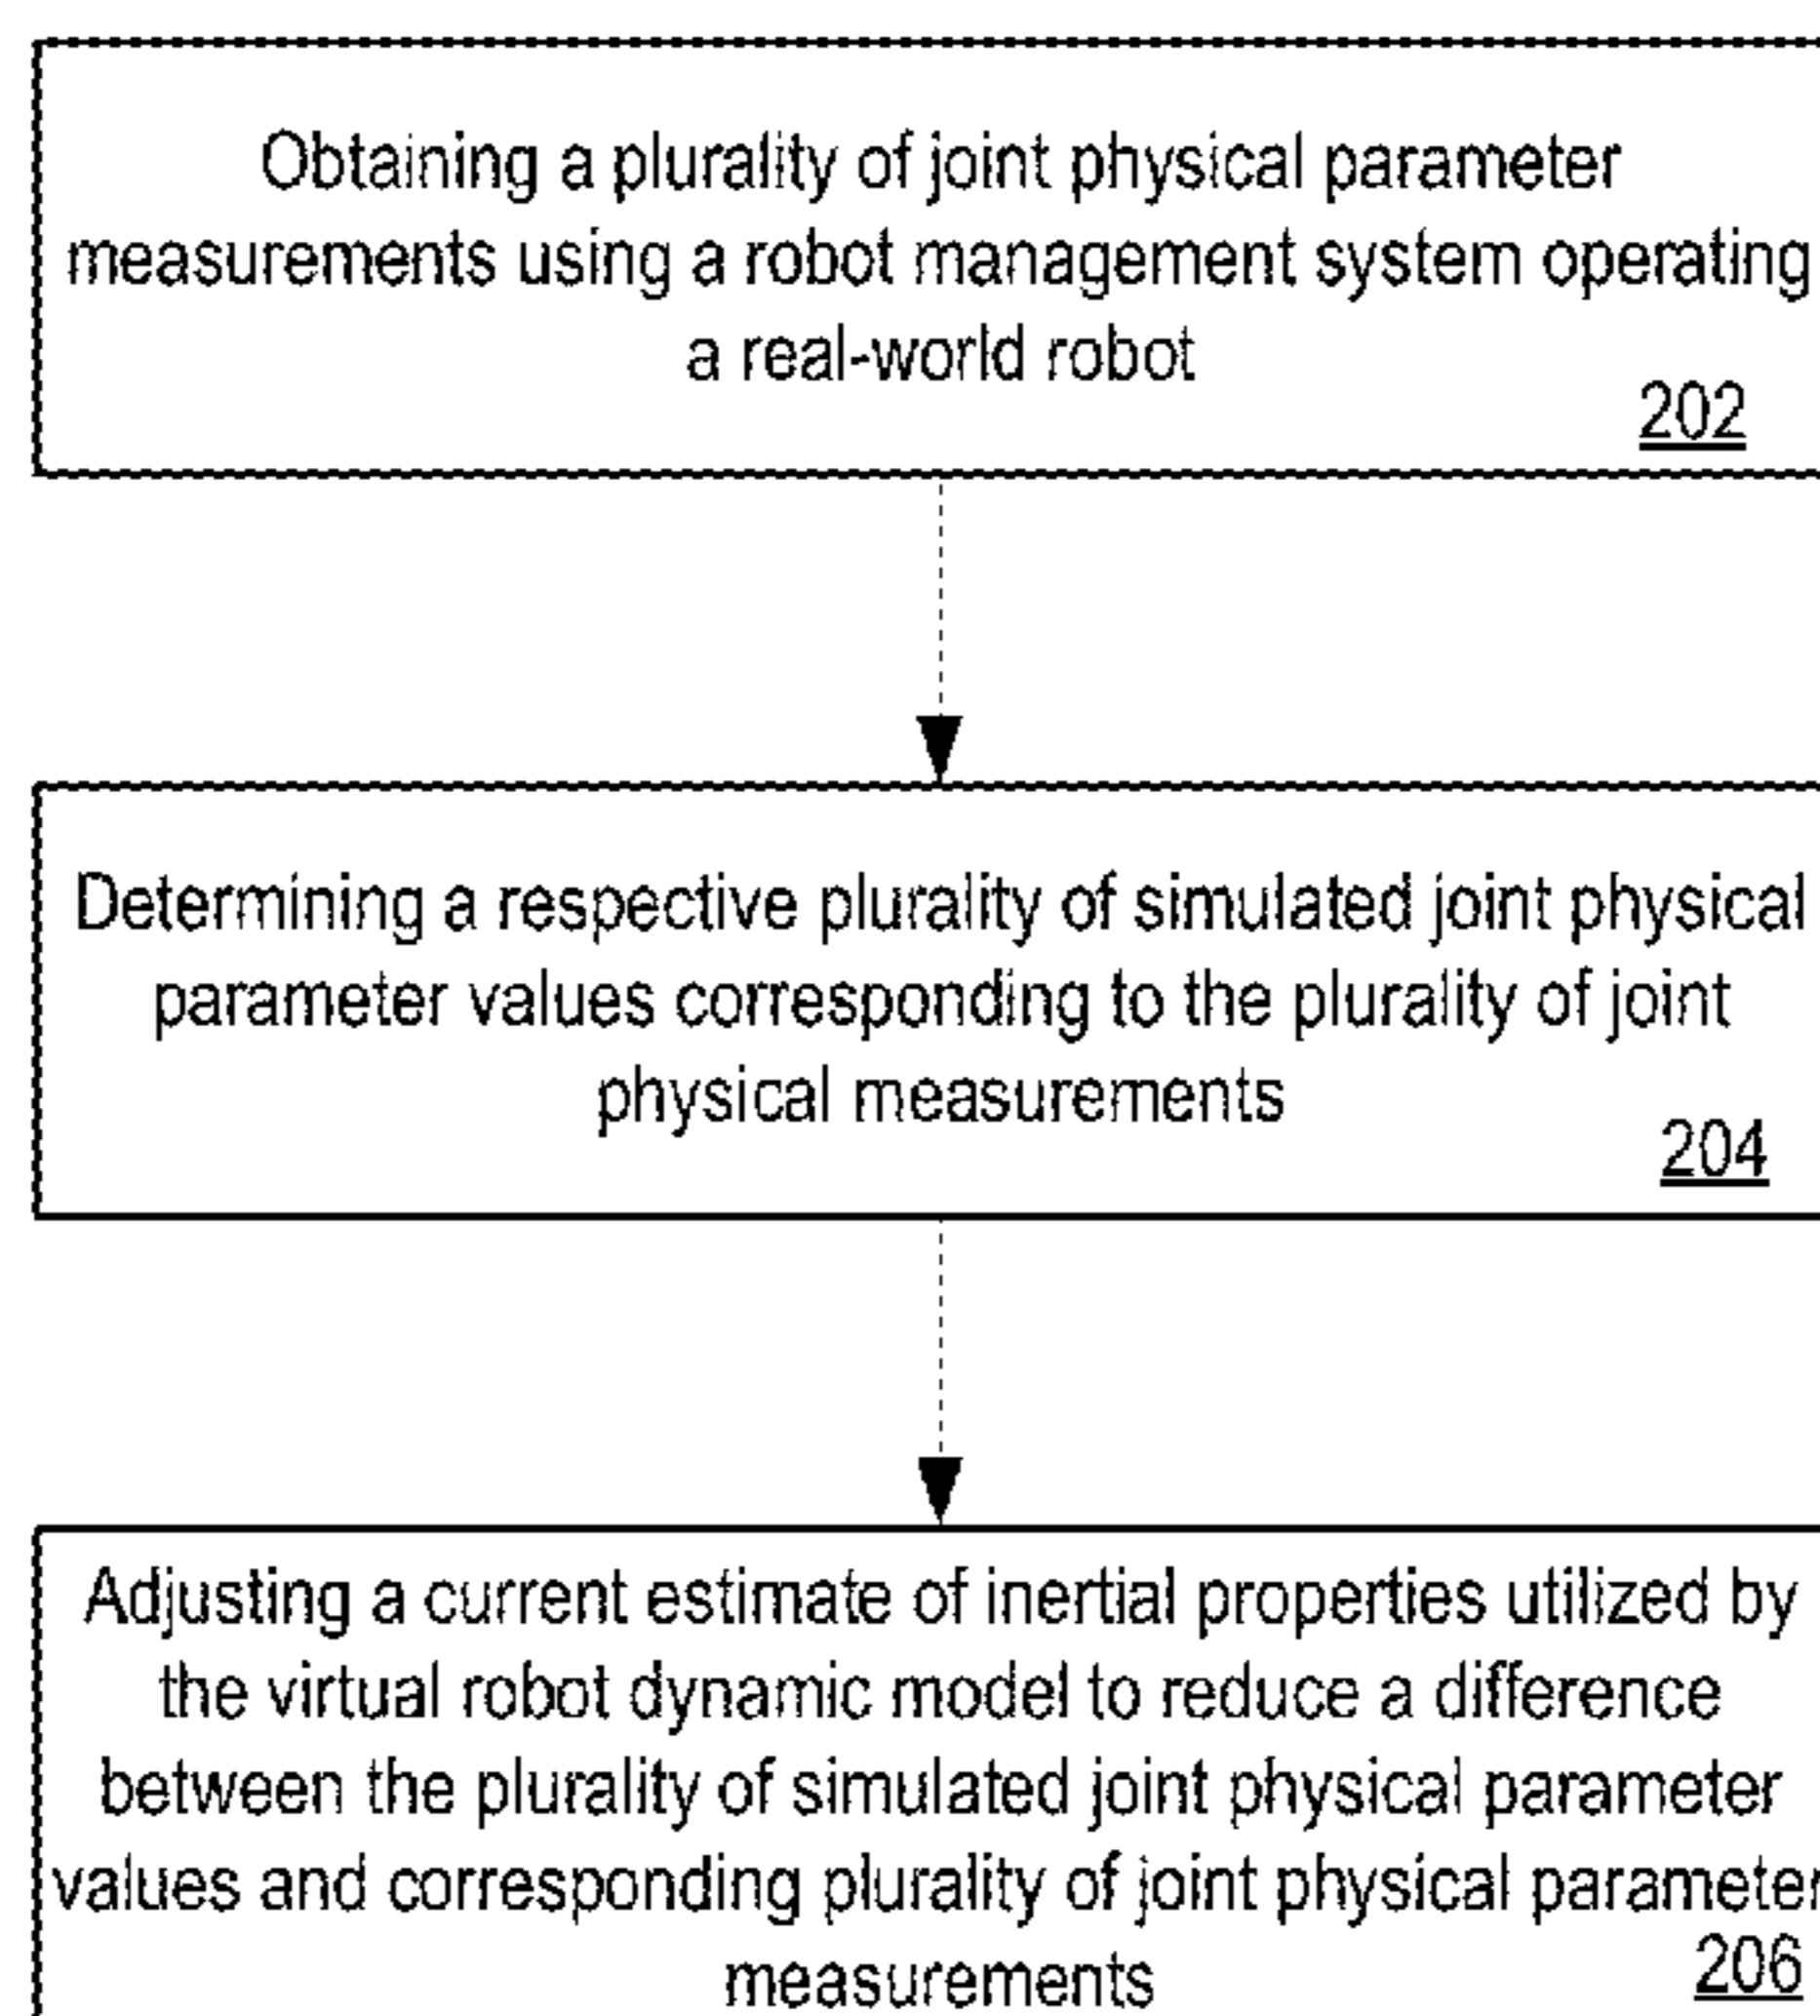 Obtaining a plurality of joint physical parameter
measurements using a robot management system operating
a real-world robot
202
Determining a respective plurality of simulated joint physical
parameter values corresponding to the plurality of joint
physical measurements
204
Adjusting a current estimate of inertial properties utilized by
the virtual robot dynamic model to reduce a difference
between the plurality of simulated joint physical parameter
values and corresponding plurality of joint physical parameter
measurements
206